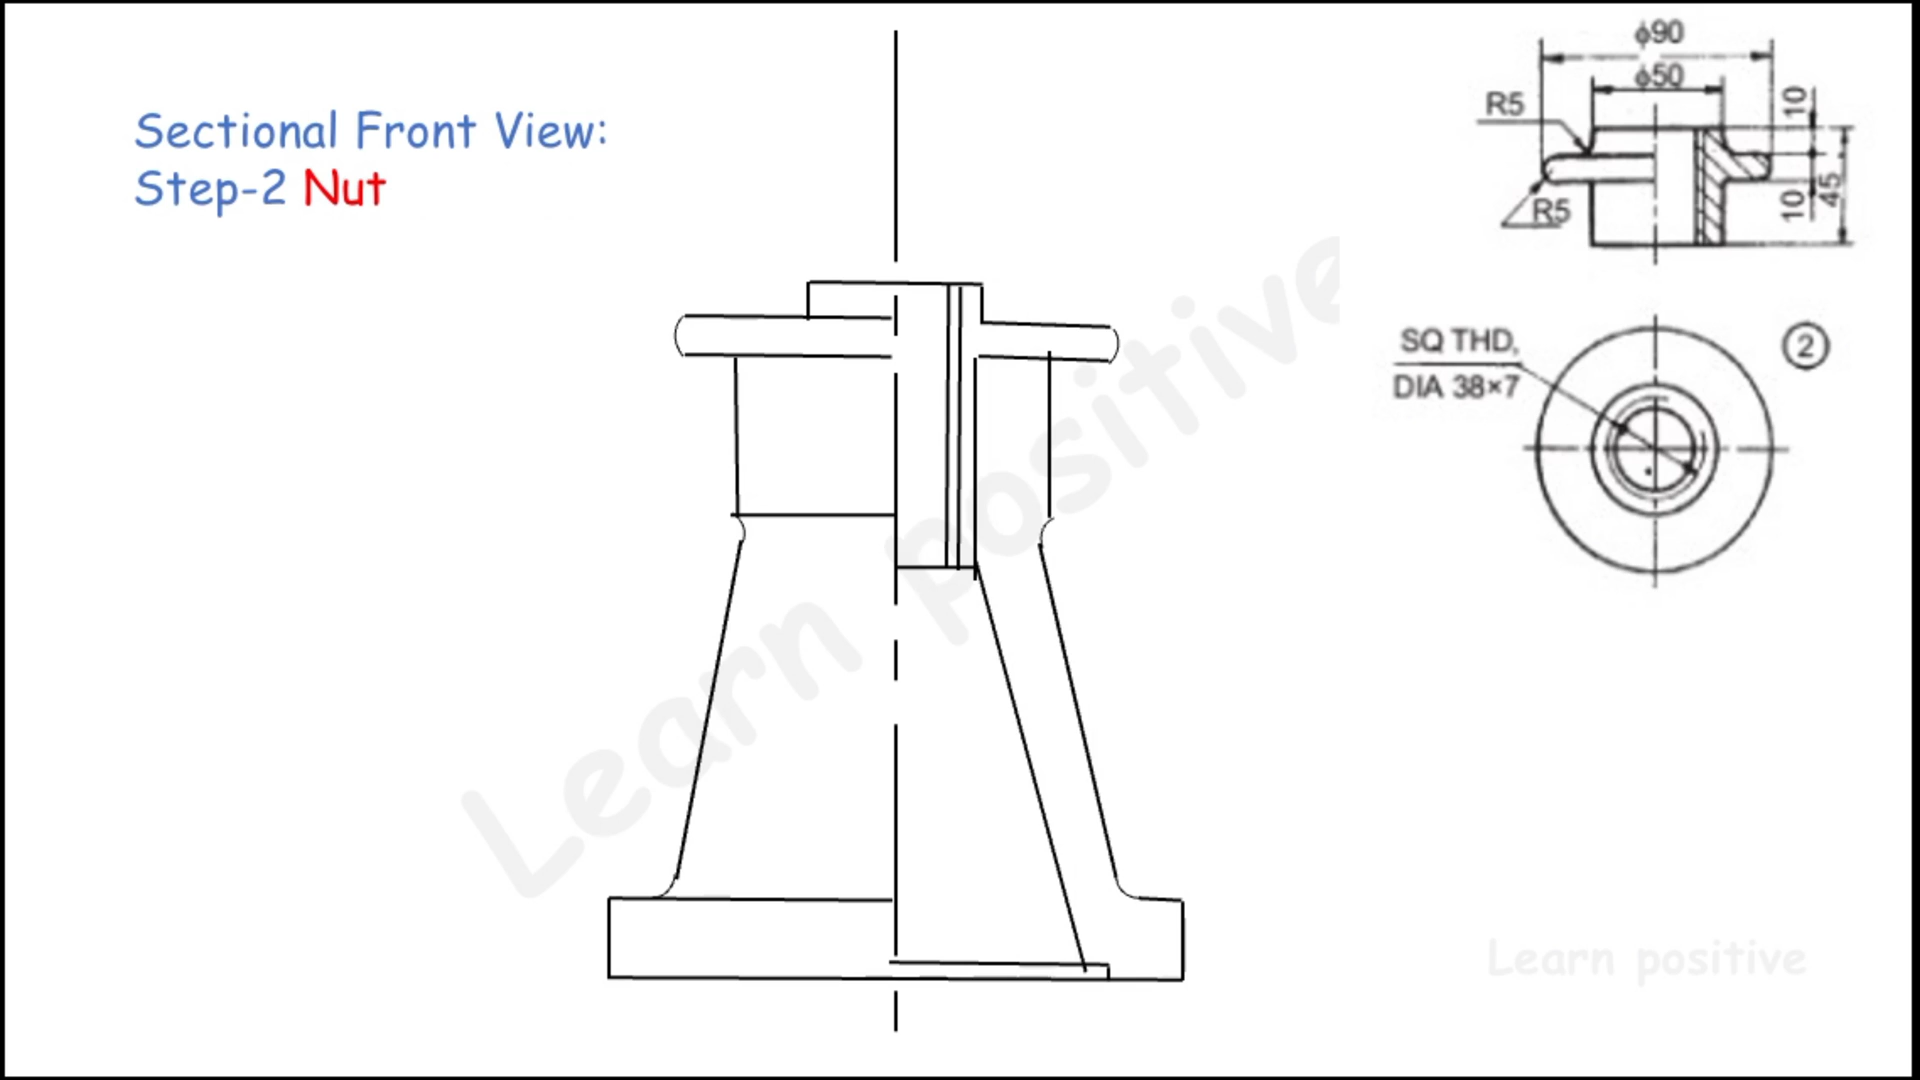 Sectional Front View:
Step-2 Nut
ϕ90
ϕ50
R5
10
45
10
R5
SQ THD,
DIA 38×7
2
Learn positive
Learn positive